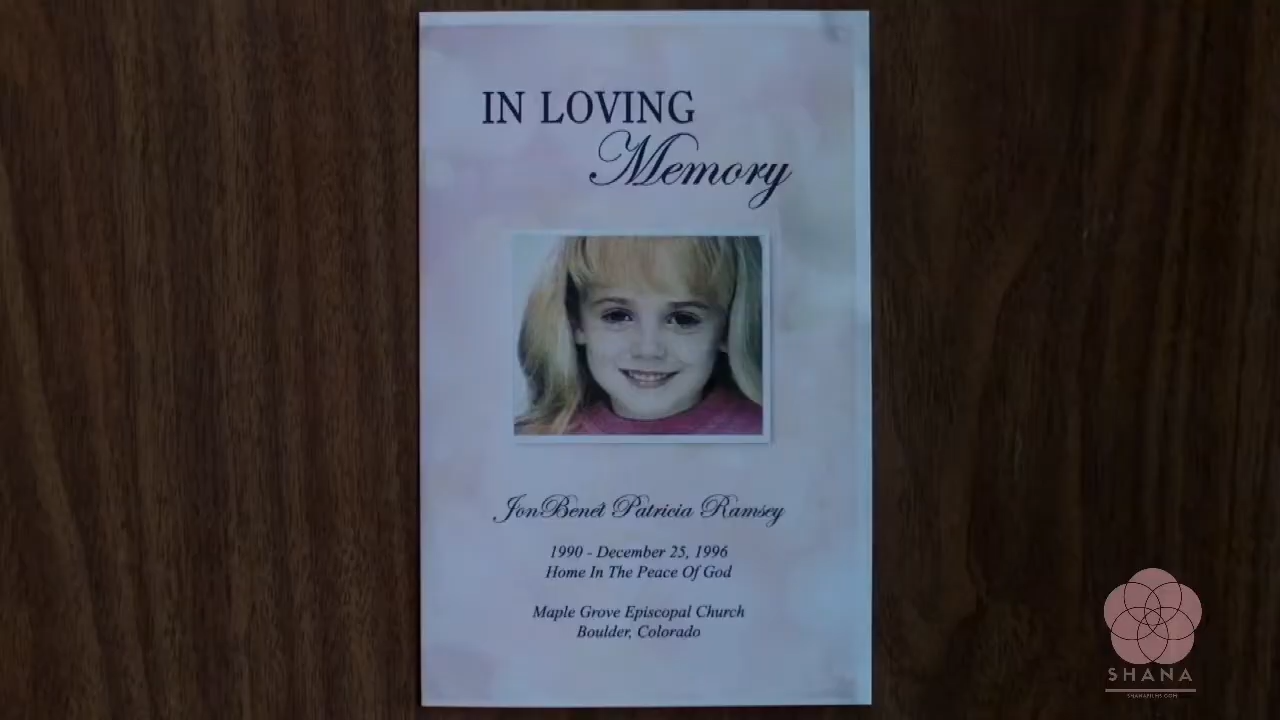 IN LOVING
Memory
JonBenét Patricia Ramsey
1990 - December 25, 1996
Home In The Peace Of God
Maple Grove Episcopal Church
Boulder, Colorado
SHANA
SHANAFILMS.COM